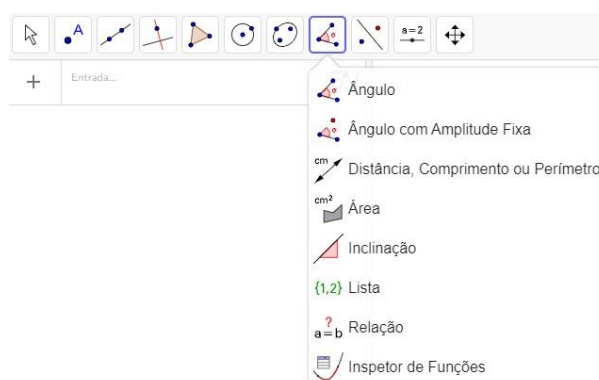 A
a=2
+ Entrada...
Ângulo
Ângulo com Amplitude Fixa
cm Distância, Comprimento ou Perímetro
cm² Área
Inclinação
{1,2} Lista
a=b ? Relação
Inspetor de Funções